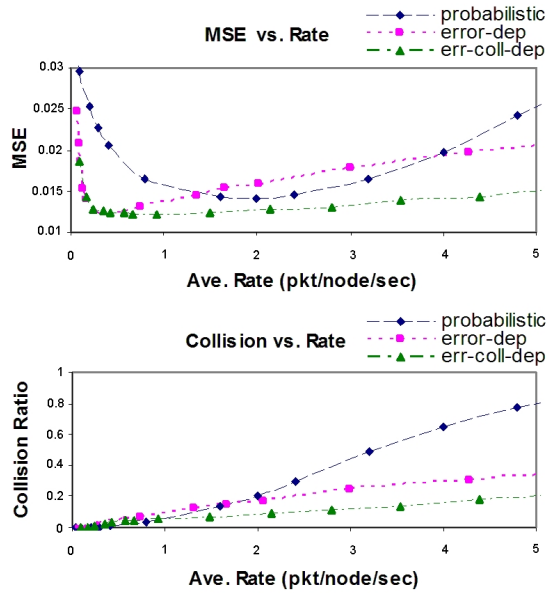 MSE vs. Rate
probabilistic
error-dep
err-coll-dep
MSE
0.03
0.025
0.02
0.015
0.01
0 1 2 3 4 5
Ave. Rate (pkt/node/sec)
Collision vs. Rate
probabilistic
error-dep
err-coll-dep
Collision Ratio
1
0.8
0.6
0.4
0.2
0
0 1 2 3 4 5
Ave. Rate (pkt/node/sec)